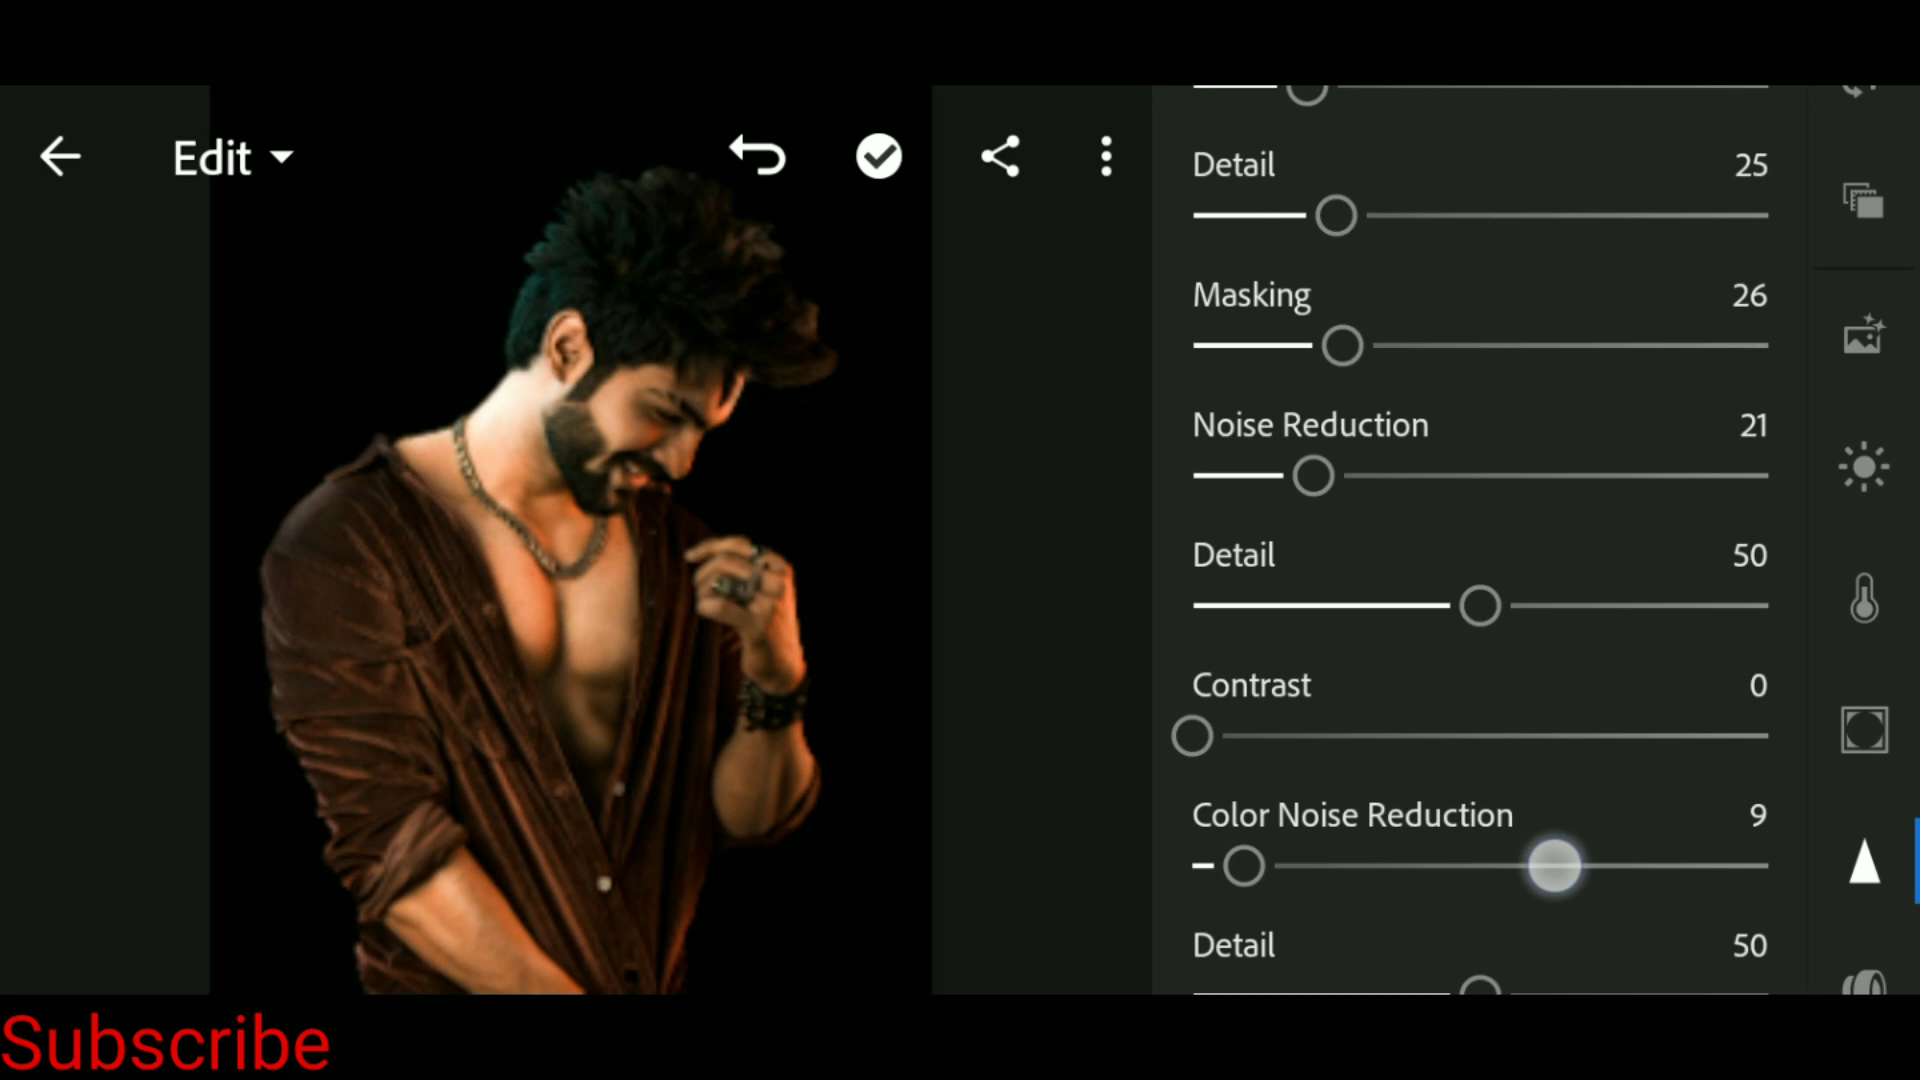 Edit
Detail 25
Masking 26
Noise Reduction 21
Detail 50
Contrast 0
Color Noise Reduction 9
Detail 50
Subscribe